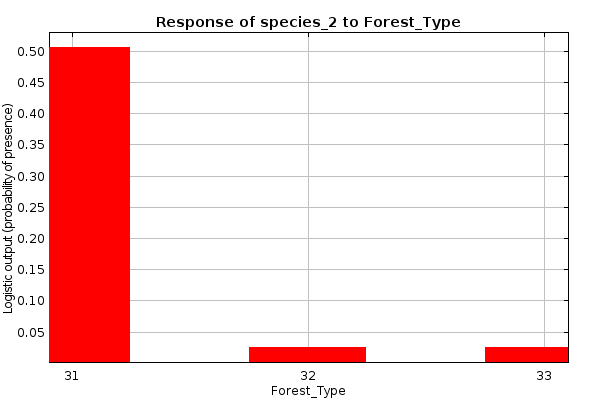 Response of species_2 to Forest_Type
Logistic output (probability of presence)
0.50
0.45
0.40
0.35
0.30
0.25
0.20
0.15
0.10
0.05
31 32 33
Forest_Type